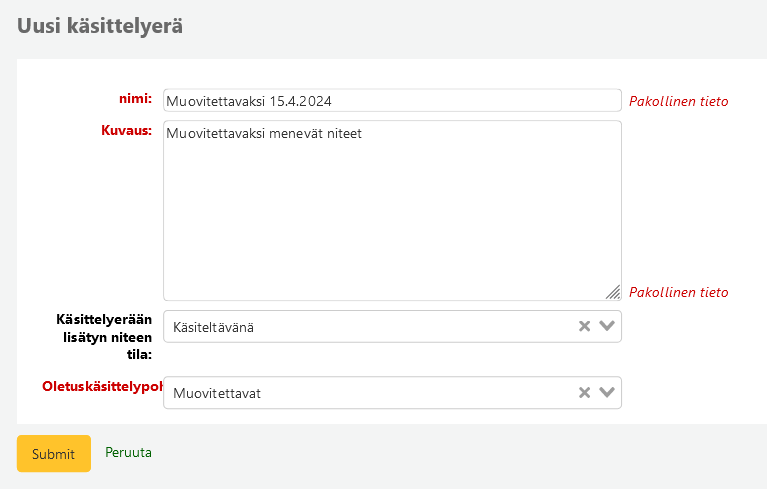 Uusi käsittelyerä
nimi: Muovitettavaksi 15.4.2024 Pakollinen tieto
Kuvaus: Muovitettavaksi menevät niteet
Pakollinen tieto
Käsittelyerään
lisätyn niteen
tila:
Käsiteltävänä
Oletuskäsittelypoh Muovitettavat
Submit Peruuta